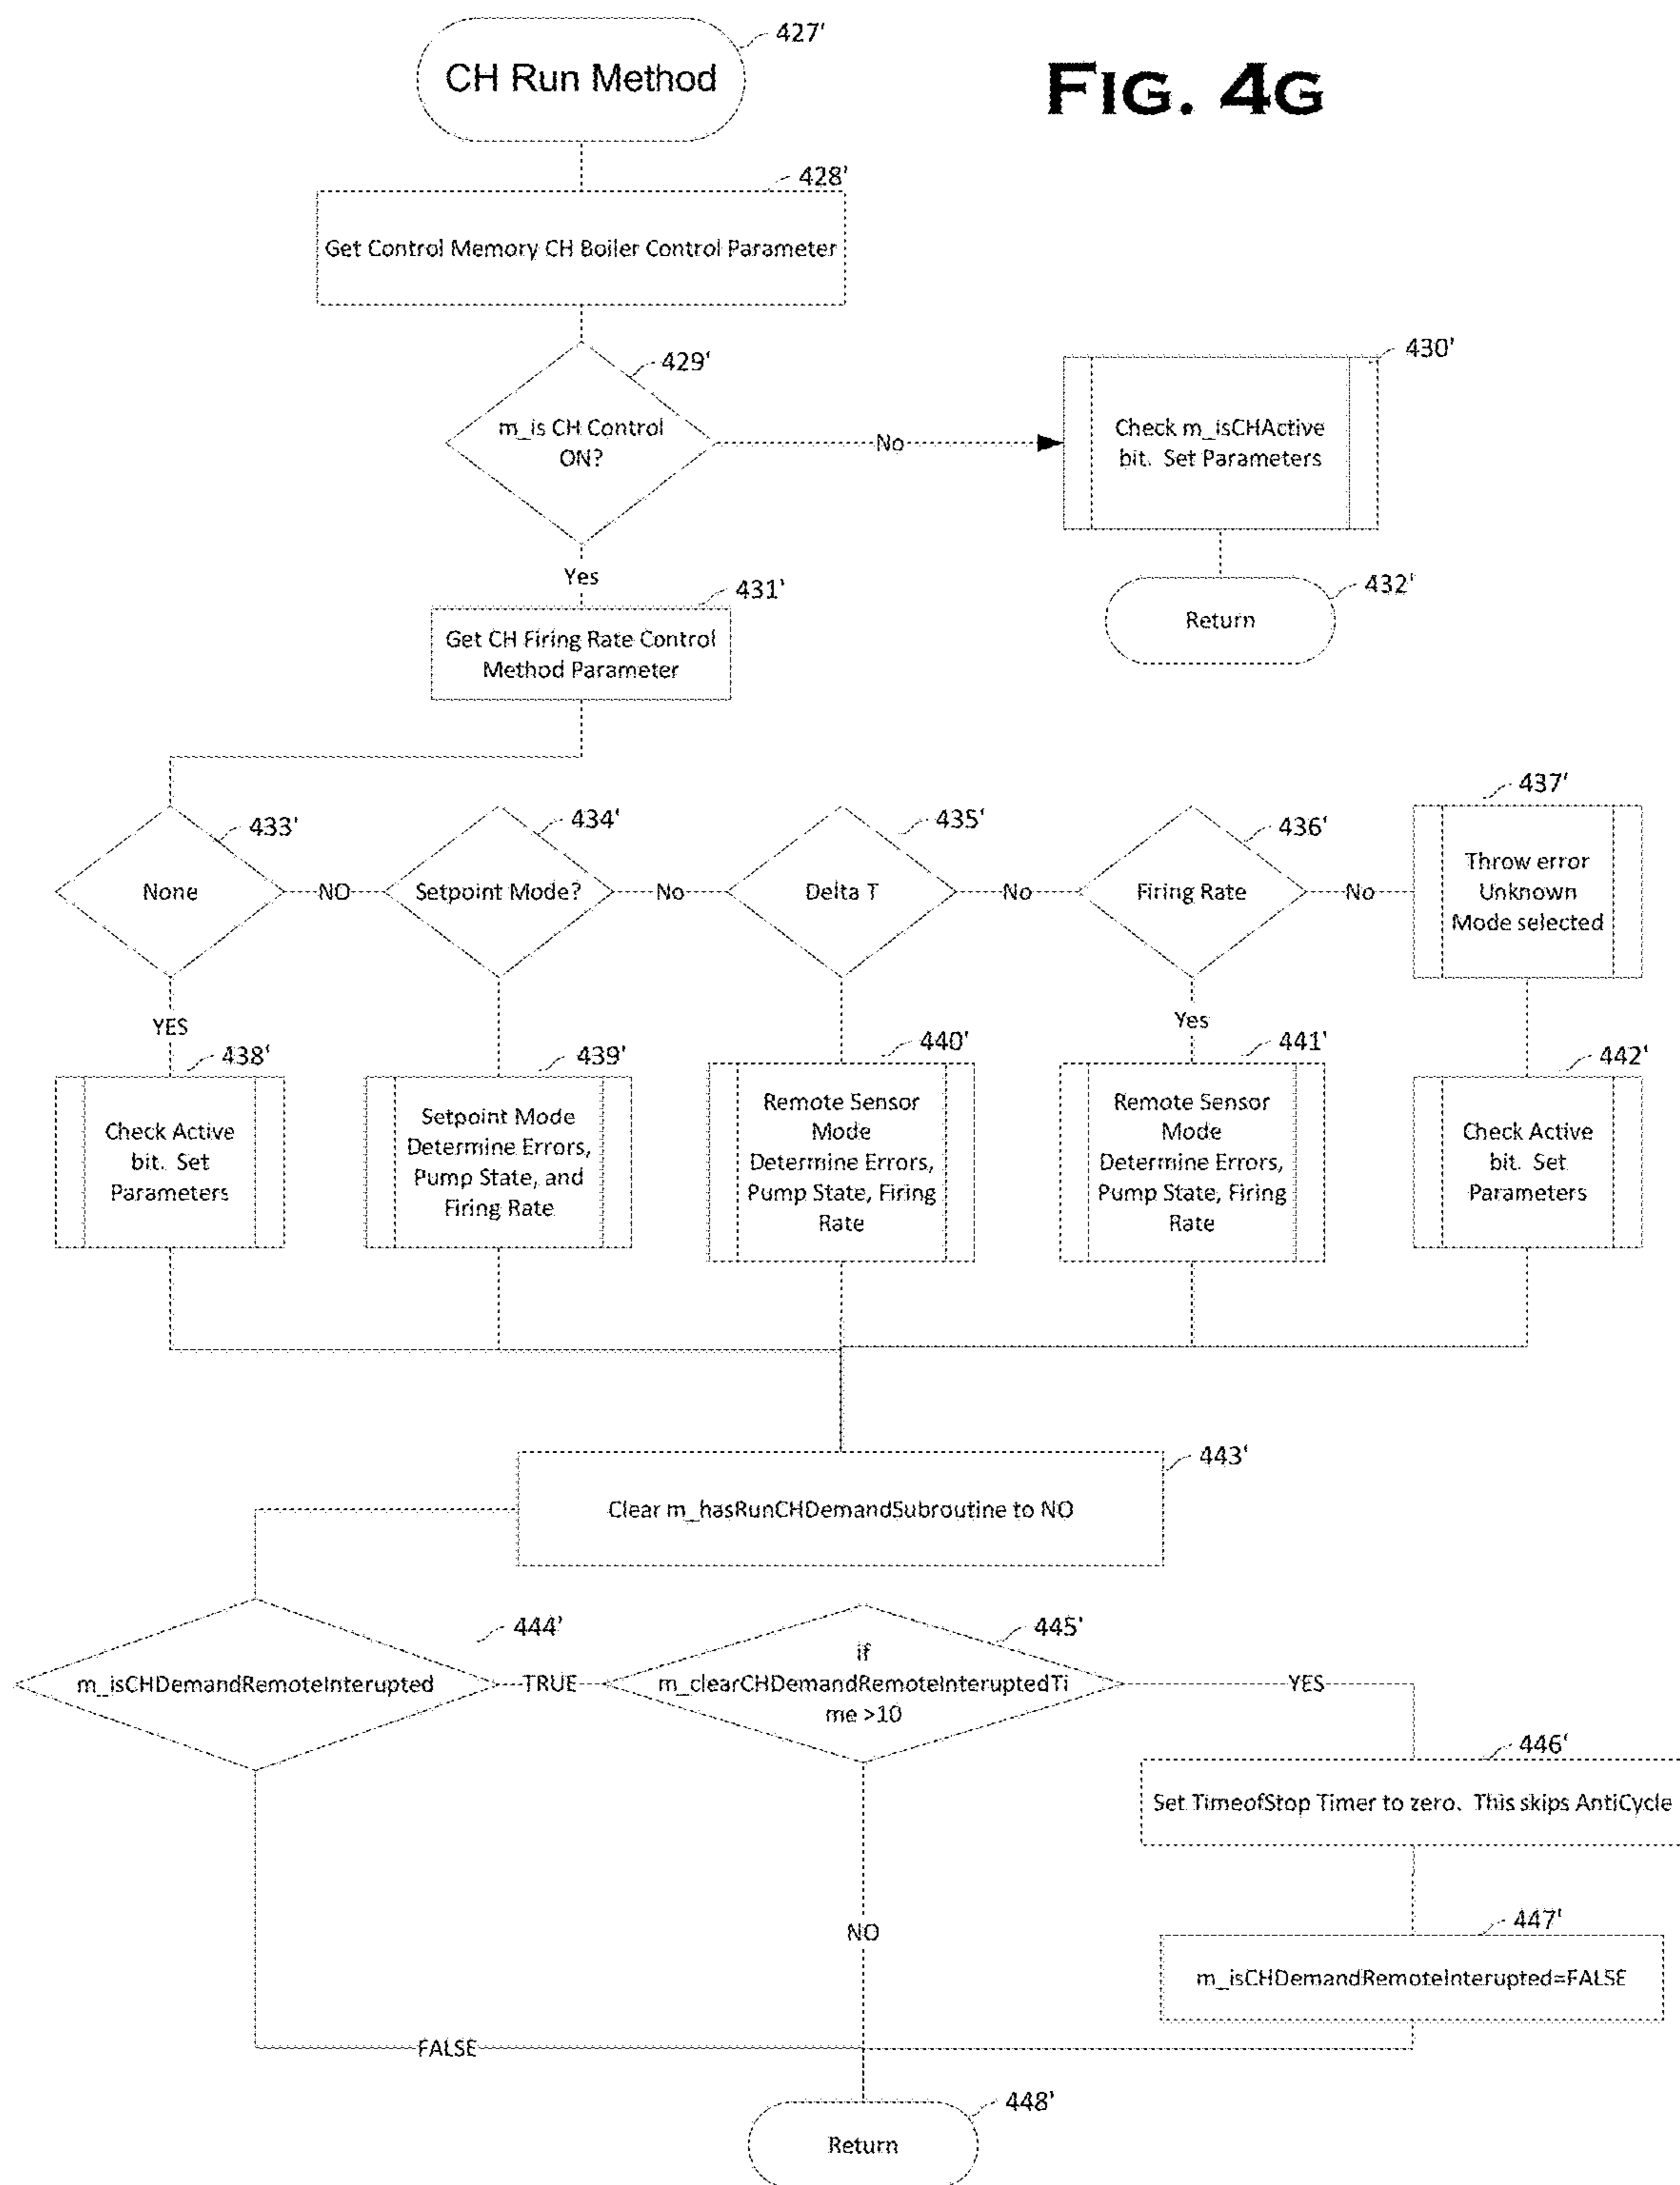 427'
CH Run Method
FIG. 4G
428'
Get Control Memory CH Boiler Control Parameter
429'
m_is CH Control
ON?
No
430'
Check m_isCHActive
bit. Set Parameters
Yes
431'
Get CH Firing Rate Control
Method Parameter
432'
Return
433'
None
NO
434'
Setpoint Mode?
No
435'
Delta T
No
436'
Firing Rate
No
437'
Throw error
Unknown
Mode selected
YES
438'
Check Active
bit. Set
Parameters
439'
Setpoint Mode
Determine Errors,
Pump State, and
Firing Rate
440'
Remote Sensor
Mode
Determine Errors,
Pump State, Firing
Rate
Yes
441'
Remote Sensor
Mode
Determine Errors,
Pump State, Firing
Rate
442'
Check Active
bit. Set
Parameters
443'
Clear m_hasRunCHDemandSubroutine to NO
444'
m_isCHDemandRemoteInterupted
TRUE
445'
if
m_clearCHDemandRemoteInteruptedTi
me >10
YES
446'
Set TimeofStop Timer to zero. This skips AntiCycle
NO
447'
m_isCHDemandRemoteInterupted=FALSE
FALSE
448'
Return